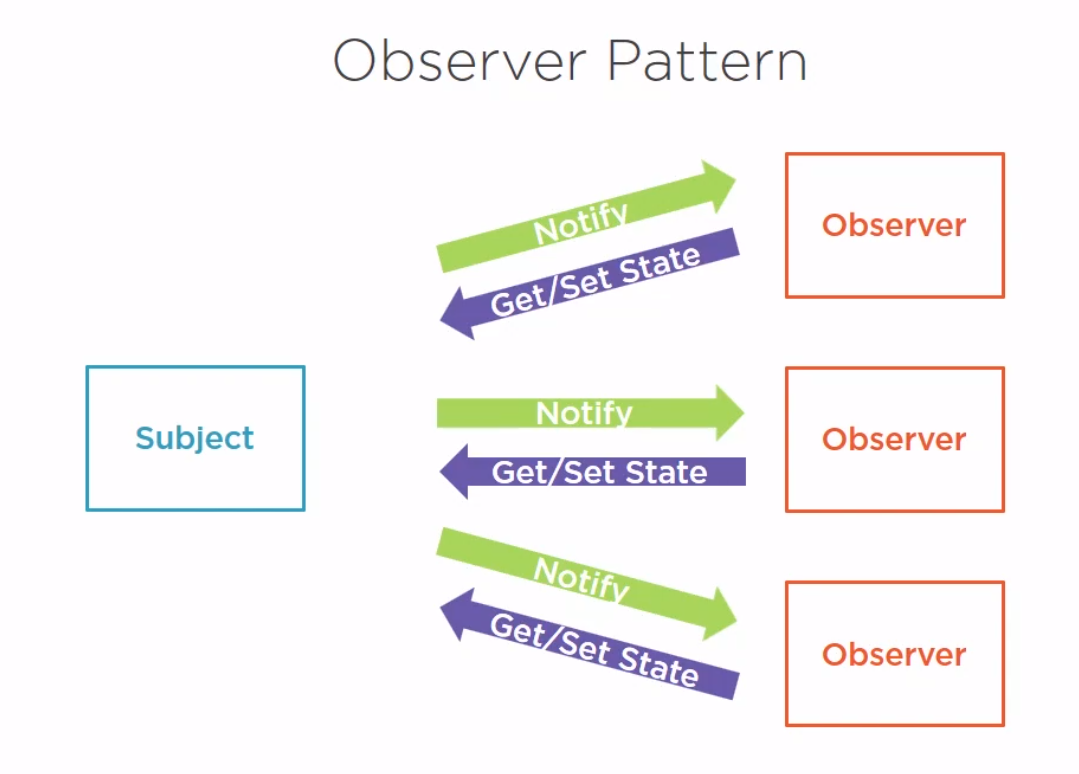 Observer Pattern
Notify
Get/Set State
Observer
Subject
Notify
Get/Set State
Observer
Notify
Get/Set State
Observer